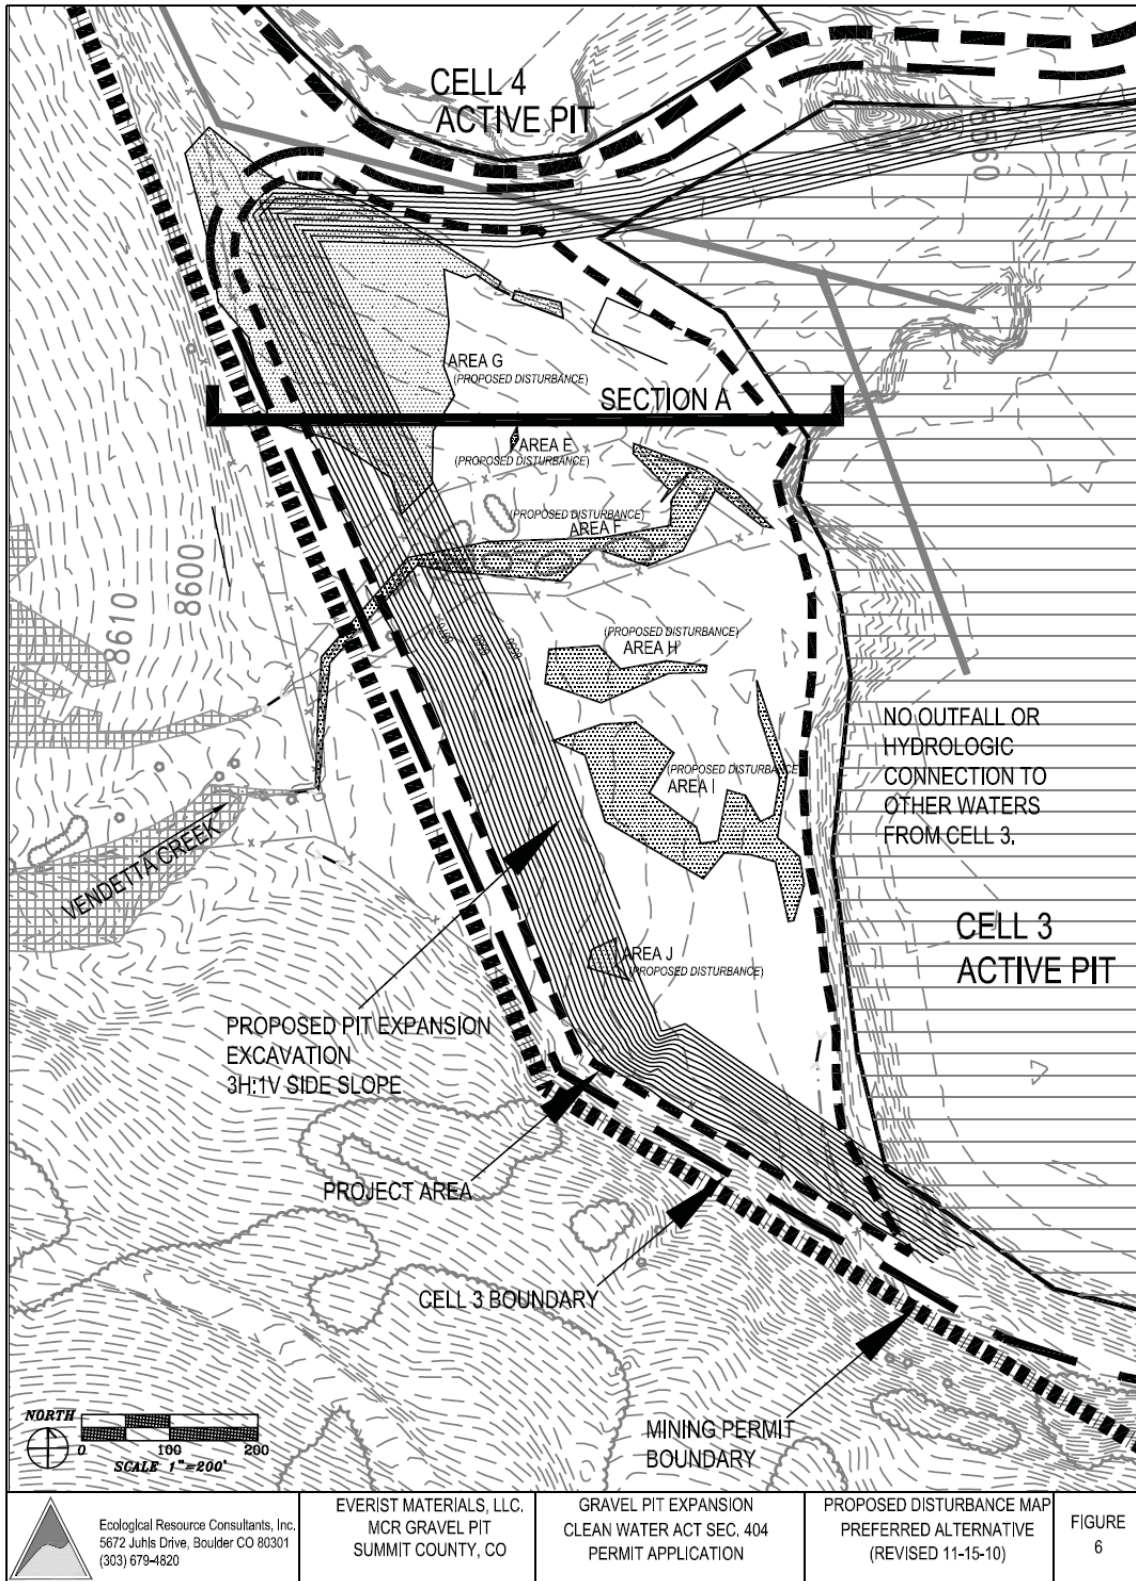 CELL 4
ACTIVE PIT
8560
AREA G
(PROPOSED DISTURBANCE)
SECTION A
AREA E
(PROPOSED DISTURBANCE)
(PROPOSED DISTURBANCE)
AREA F
8600
8610
(PROPOSED DISTURBANCE)
AREA H
NO OUTFALL OR
HYDROLOGIC
CONNECTION TO
OTHER WATERS
FROM CELL 3.
(PROPOSED DISTURBANCE)
AREA I
VENDETTA CREEK
CELL 3
ACTIVE PIT
AREA J
(PROPOSED DISTURBANCE)
PROPOSED PIT EXPANSION
EXCAVATION
3H:1V SIDE SLOPE
PROJECT AREA
CELL 3 BOUNDARY
MINING PERMIT
BOUNDARY
NORTH
0 100 200
SCALE 1"=200'
Ecological Resource Consultants, Inc.
5672 Juhls Drive, Boulder CO 80301
(303) 679-4820
EVERIST MATERIALS, LLC.
MCR GRAVEL PIT
SUMMIT COUNTY, CO
GRAVEL PIT EXPANSION
CLEAN WATER ACT SEC. 404
PERMIT APPLICATION
PROPOSED DISTURBANCE MAP
PREFERRED ALTERNATIVE
(REVISED 11-15-10)
FIGURE
6